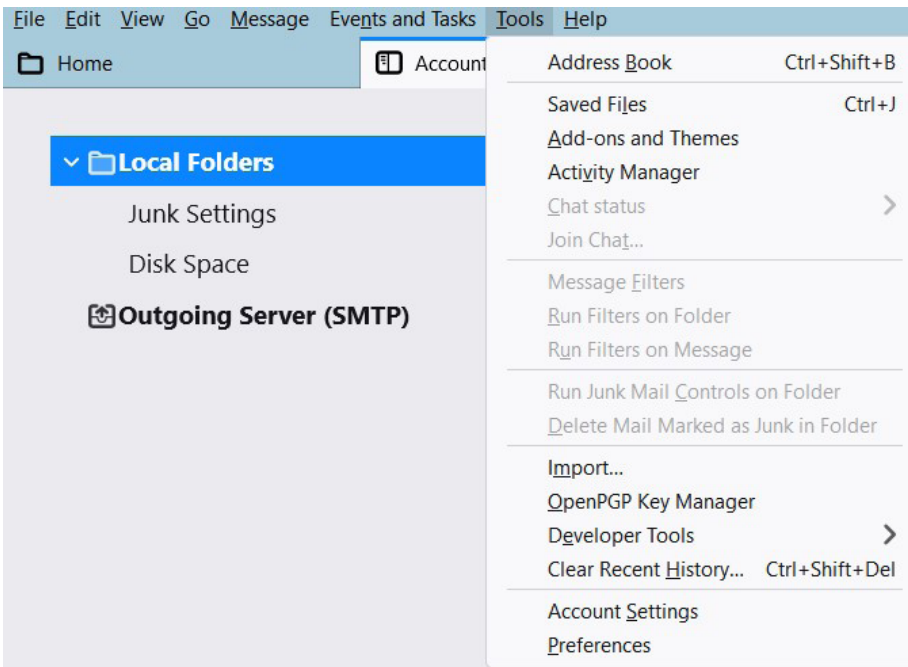 File Edit View Go Message Events and Tasks Tools Help
Home
Account
Local Folders
Junk Settings
Disk Space
Outgoing Server (SMTP)
Address Book Ctrl+Shift+B
Saved Files Ctrl+J
Add-ons and Themes
Activity Manager
Chat status
Join Chat...
Message Filters
Run Filters on Folder
Run Filters on Message
Run Junk Mail Controls on Folder
Delete Mail Marked as Junk in Folder
Import...
OpenPGP Key Manager
Developer Tools
Clear Recent History... Ctrl+Shift+Del
Account Settings
Preferences